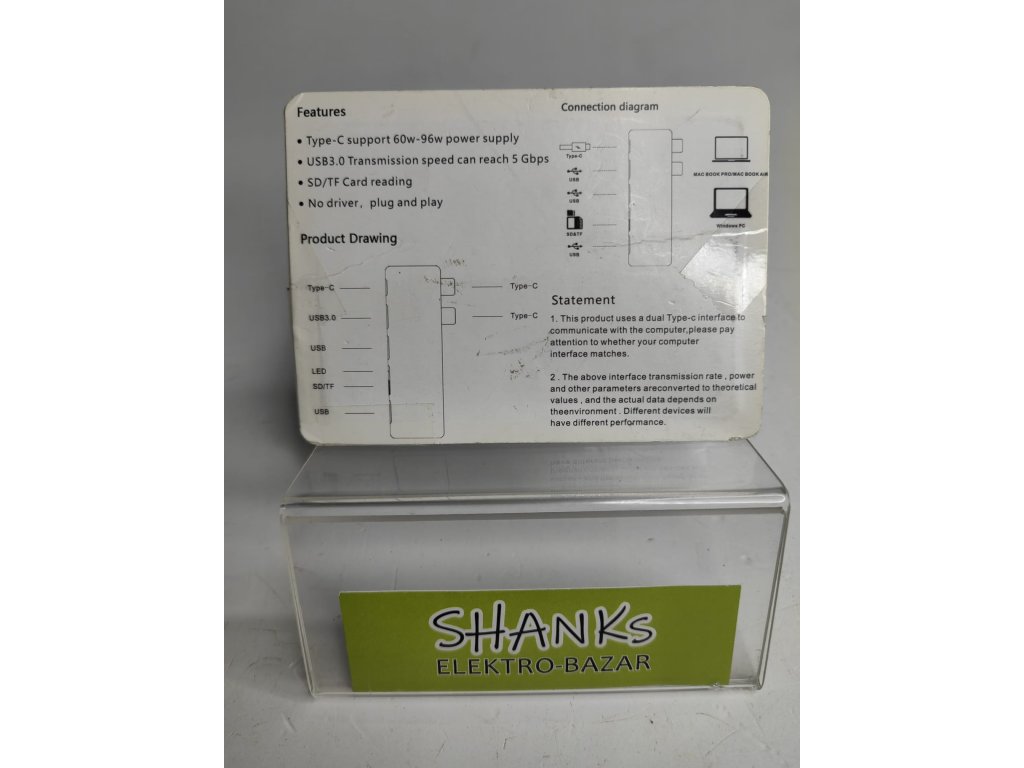 Features
• Type-C support 60w-96w power supply
• USB3.0 Transmission speed can reach 5 Gbps
• SD/TF Card reading
• No driver, plug and play
Product Drawing
Type-C
USB3.0
USB
LED
SD/TF
USB
Type-C
Type-C
Connection diagram
Type-C
USB
USB
SD&TF
USB
MAC BOOK PRO/MAC BOOK AIR
Windows PC
Statement
1. This product uses a dual Type-c interface to
communicate with the computer,please pay
attention to whether your computer
interface matches.
2 . The above interface transmission rate , power
and other parameters areconverted to theoretical
values , and the actual data depends on
theenvironment . Different devices will
have different performance.
SHANKs
ELEKTRO-BAZAR